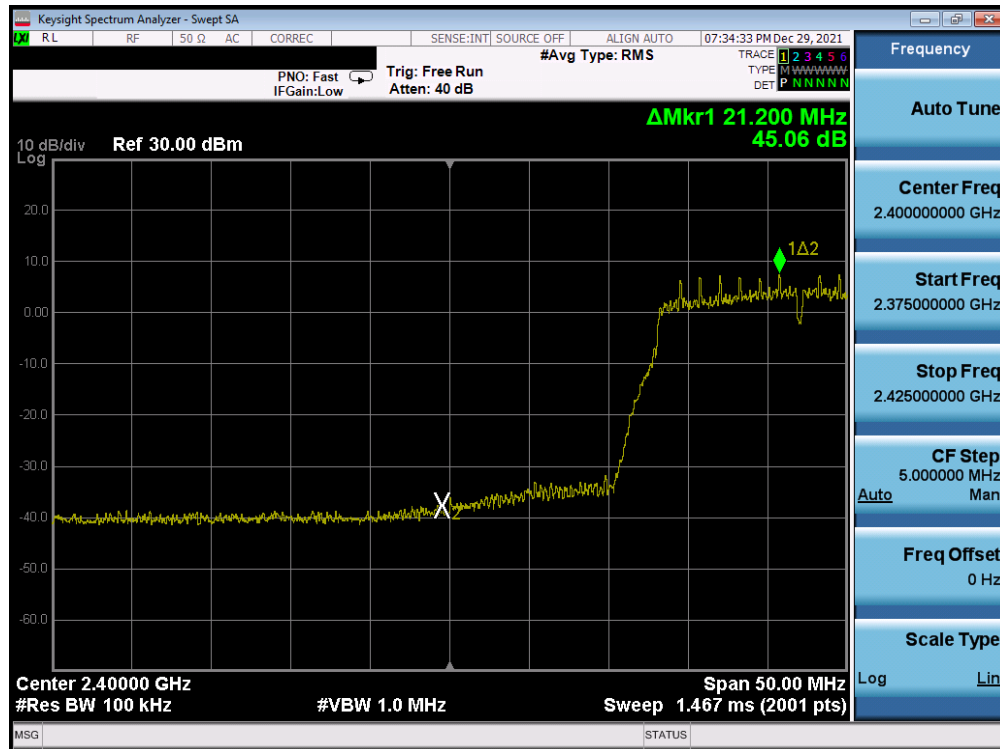 Keysight Spectrum Analyzer - Swept SA
LXI RL RF 50 Ω AC CORREC SENSE:INT SOURCE OFF ALIGN AUTO 07:34:33 PM Dec 29, 2021
#Avg Type: RMS
TRACE 1 2 3 4 5 6
PNO: Fast Trig: Free Run TYPE M W W W W W
IFGain:Low Atten: 40 dB DET P N N N N N
ΔMkr1 21.200 MHz
45.06 dB
10 dB/div Ref 30.00 dBm
Log
1Δ2
20.0
10.0
0.00
-10.0
-20.0
-30.0
-40.0
X2
-50.0
-60.0
Center 2.40000 GHz Span 50.00 MHz
#Res BW 100 kHz #VBW 1.0 MHz Sweep 1.467 ms (2001 pts)
MSG STATUS
Frequency
Auto Tune
Center Freq
2.400000000 GHz
Start Freq
2.375000000 GHz
Stop Freq
2.425000000 GHz
CF Step
5.000000 MHz
Auto Man
Freq Offset
0 Hz
Scale Type
Log Lin